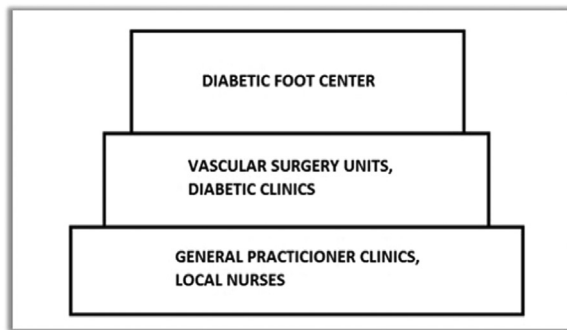 DIABETIC FOOT CENTER
VASCULAR SURGERY UNITS,
DIABETIC CLINICS
GENERAL PRACTICIONER CLINICS,
LOCAL NURSES